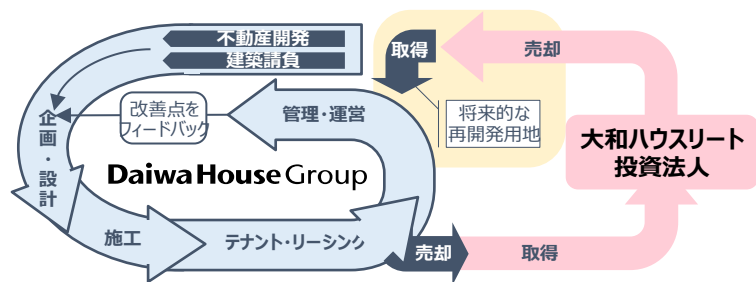 不動産開発
建築請負
取得
売却
改善点を
フィードバック
管理・運営
将来的な
再開発用地
企画・設計
大和ハウスリート
投資法人
Daiwa House Group
施工
テナント・リーシング
売却
取得